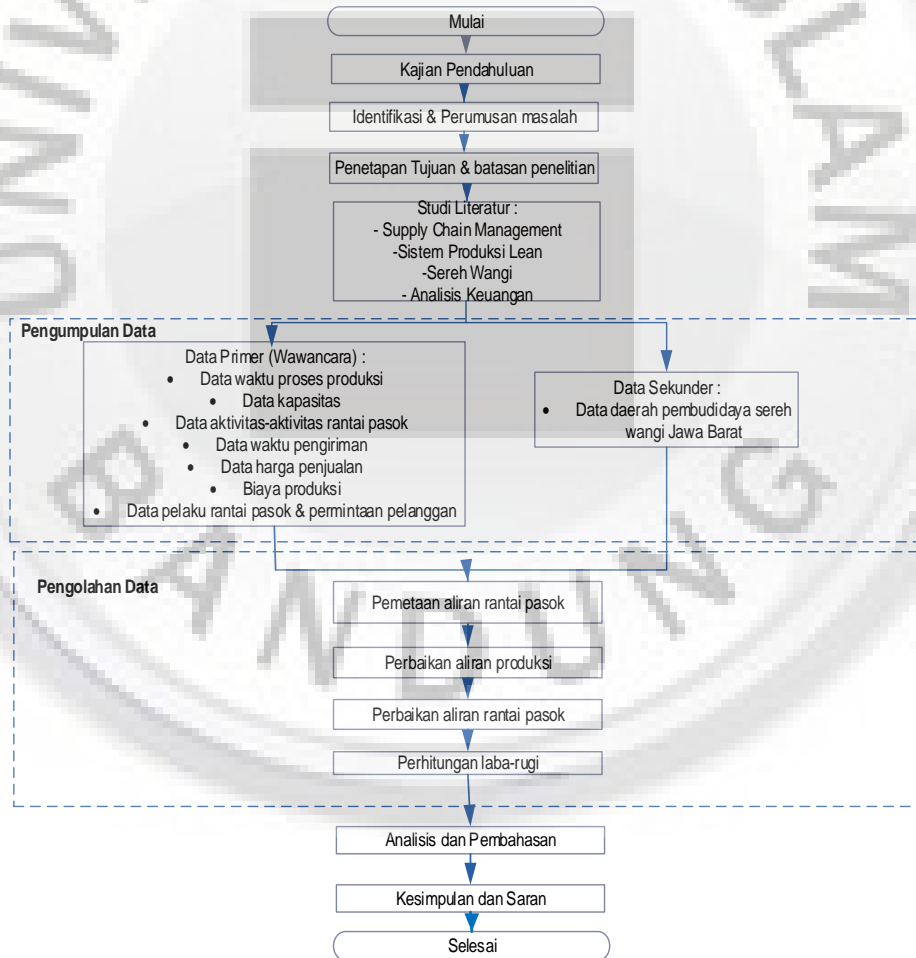 Mulai
Kajian Pendahuluan
Identifikasi & Perumusan masalah
Penetapan Tujuan & batasan penelitian
Studi Literatur :
- Supply Chain Management
-Sistem Produksi Lean
-Sereh Wangi
- Analisis Keuangan
Pengumpulan Data
Data Primer (Wawancara) :
• Data waktu proses produksi
• Data kapasitas
• Data aktivitas-aktivitas rantai pasok
• Data waktu pengiriman
• Data harga penjualan
• Biaya produksi
• Data pelaku rantai pasok & permintaan pelanggan
Data Sekunder :
• Data daerah pembudidaya sereh
wangi Jawa Barat
Pengolahan Data
Pemetaan aliran rantai pasok
Perbaikan aliran produksi
Perbaikan aliran rantai pasok
Perhitungan laba-rugi
Analisis dan Pembahasan
Kesimpulan dan Saran
Selesai
BANDUNG